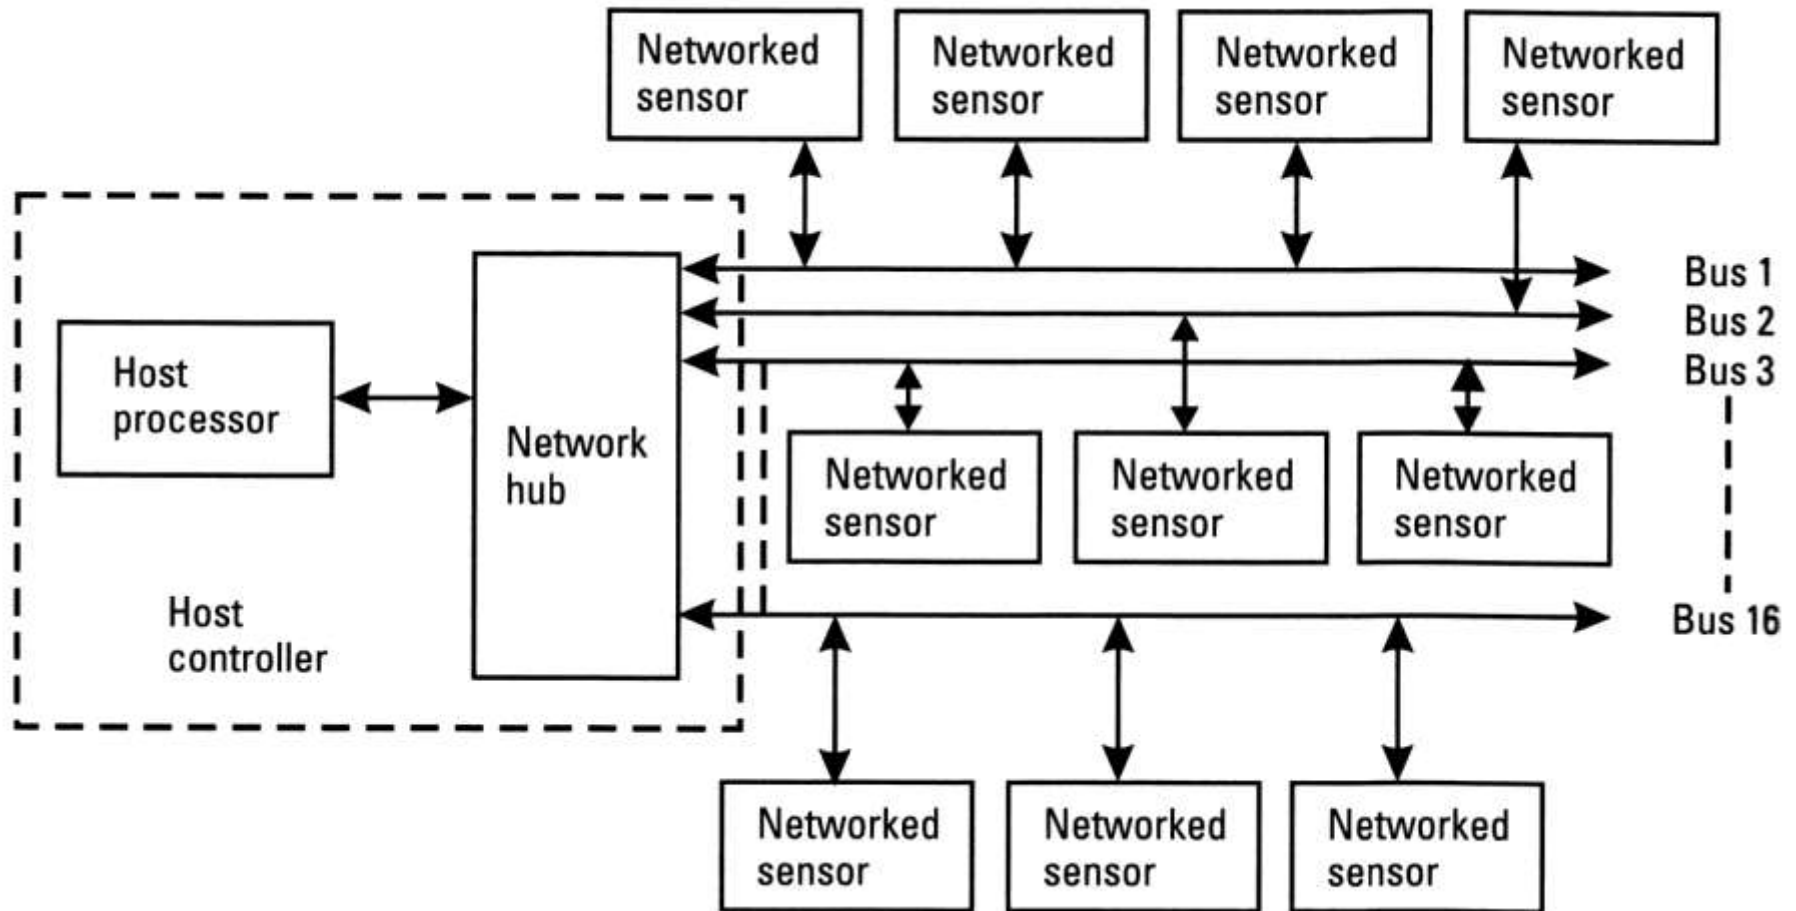 Networked
sensor
Networked
sensor
Networked
sensor
Networked
sensor
Bus 1
Bus 2
Bus 3
Host
processor
Network
hub
Networked
sensor
Networked
sensor
Networked
sensor
Host
controller
Bus 16
Networked
sensor
Networked
sensor
Networked
sensor